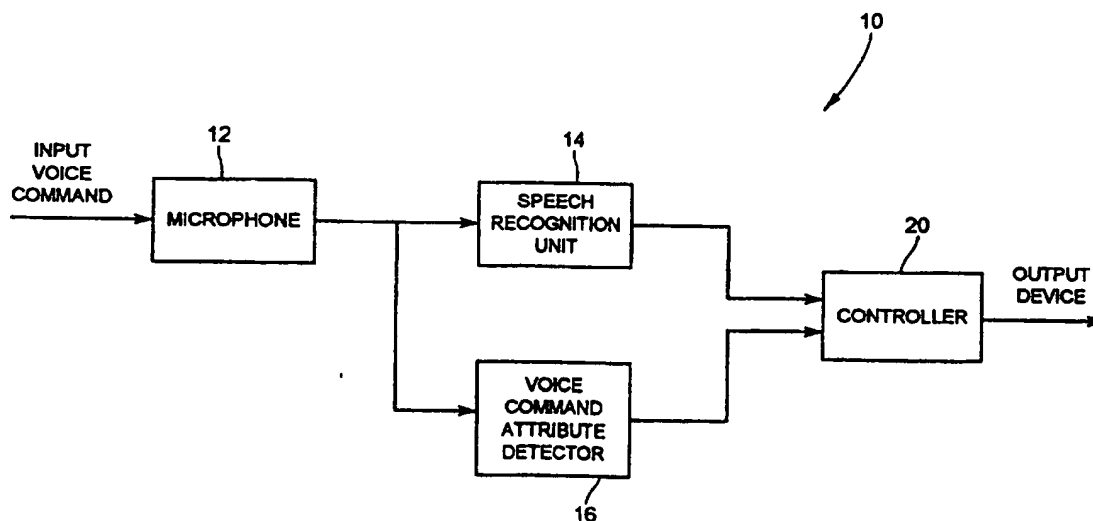 10
INPUT
VOICE
COMMAND
12
MICROPHONE
14
SPEECH
RECOGNITION
UNIT
20
CONTROLLER
OUTPUT
DEVICE
VOICE
COMMAND
ATTRIBUTE
DETECTOR
16